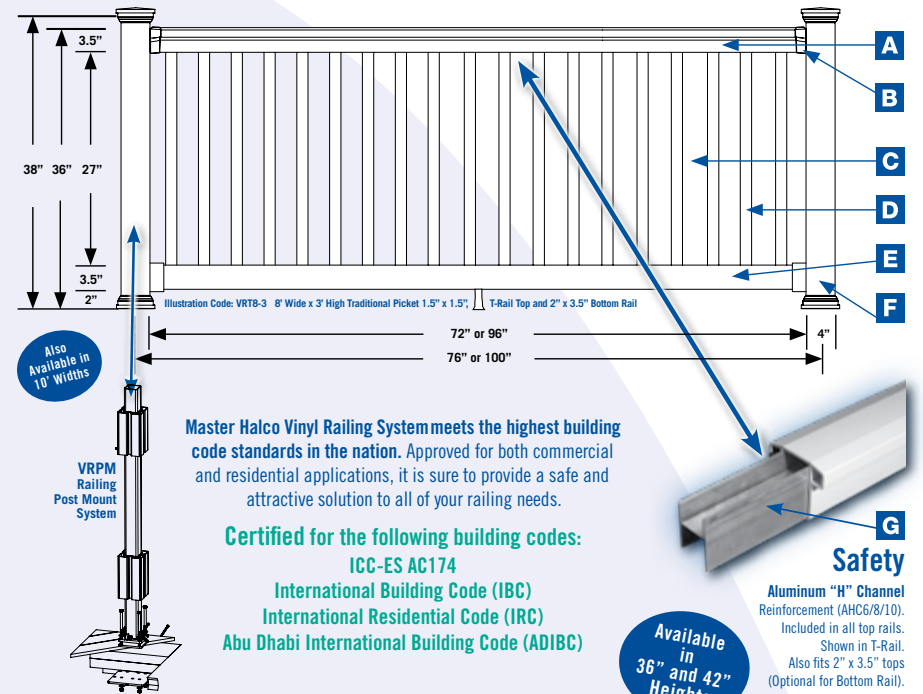 3.5”
A
B
38”
36”
27”
C
D
E
3.5”
2”
F
Illustration Code: VRT8-3 8' Wide x 3' High Traditional Picket 1.5” x 1.5”, T-Rail Top and 2” x 3.5” Bottom Rail
72” or 96”
4”
76” or 100”
Also
Available in
10' Widths
VRPM
Railing
Post Mount
System
Master Halco Vinyl Railing System meets the highest building
code standards in the nation. Approved for both commercial
and residential applications, it is sure to provide a safe and
attractive solution to all of your railing needs.
Certified for the following building codes:
ICC-ES AC174
International Building Code (IBC)
International Residential Code (IRC)
Abu Dhabi International Building Code (ADIBC)
G
Safety
Aluminum “H” Channel
Reinforcement (AHC6/8/10).
Included in all top rails.
Shown in T-Rail.
Also fits 2” x 3.5” tops
(Optional for Bottom Rail).
Available
in
36” and 42”
Heights